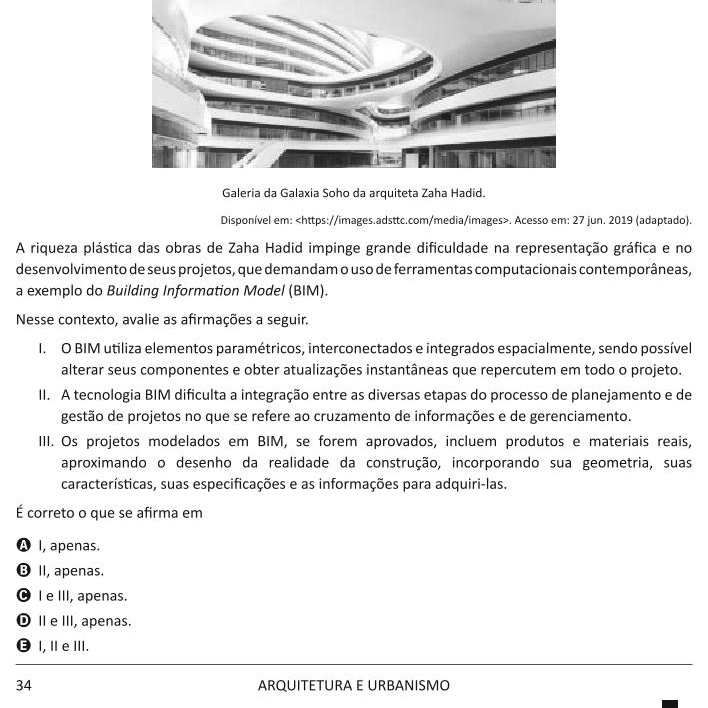 Galeria da Galaxia Soho da arquiteta Zaha Hadid.
Disponível em: <https://images.adsttc.com/media/images>. Acesso em: 27 jun. 2019 (adaptado).
A riqueza plástica das obras de Zaha Hadid impinge grande dificuldade na representação gráfica e no
desenvolvimento de seus projetos, que demandam o uso de ferramentas computacionais contemporâneas,
a exemplo do Building Information Model (BIM).
Nesse contexto, avalie as afirmações a seguir.
I. O BIM utiliza elementos paramétricos, interconectados e integrados espacialmente, sendo possível
alterar seus componentes e obter atualizações instantâneas que repercutem em todo o projeto.
II. A tecnologia BIM dificulta a integração entre as diversas etapas do processo de planejamento e de
gestão de projetos no que se refere ao cruzamento de informações e de gerenciamento.
III. Os projetos modelados em BIM, se forem aprovados, incluem produtos e materiais reais,
aproximando o desenho da realidade da construção, incorporando sua geometria, suas
características, suas especificações e as informações para adquiri-las.
É correto o que se afirma em
A I, apenas.
B II, apenas.
C I e III, apenas.
D II e III, apenas.
E I, II e III.
34 ARQUITETURA E URBANISMO